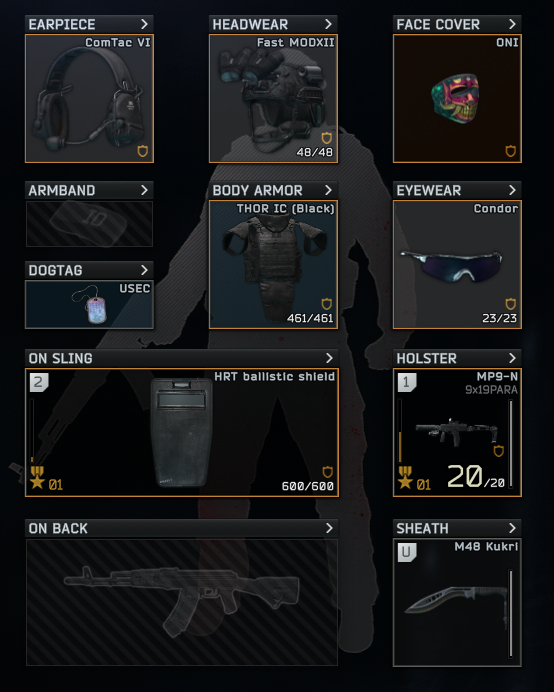 EARPIECE
HEADWEAR
FACE COVER
ComTac VI
Fast MODXII
ONI
48/48
ARMBAND
BODY ARMOR
EYEWEAR
THOR IC (Black)
Condor
DOGTAG
USEC
461/461
23/23
ON SLING
HOLSTER
2
HRT ballistic shield
1
MP9-N
9x19PARA
01
600/600
01
20/20
ON BACK
SHEATH
U
M48 Kukri